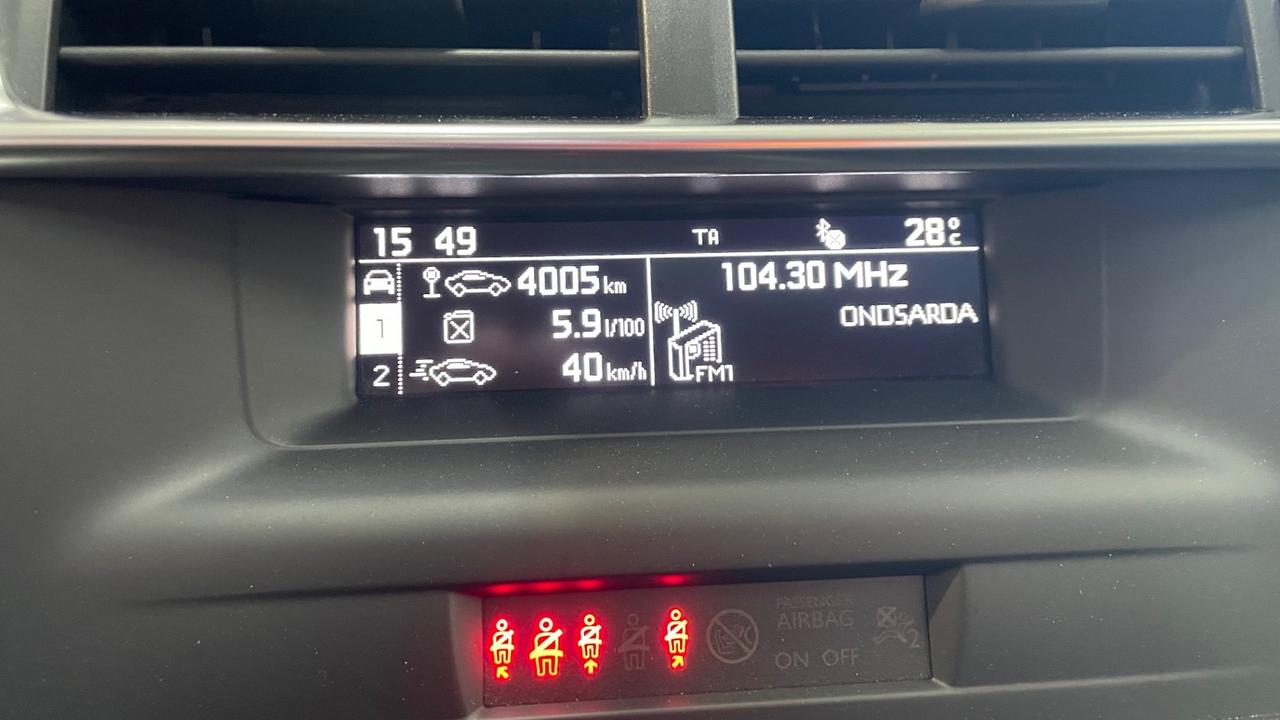 15 49 TA 28°C
4005 km
1 5.9 l/100
2 40 km/h
104.30 MHz
ONDSARDA
FM1
PASSENGER
AIRBAG
ON OFF
2